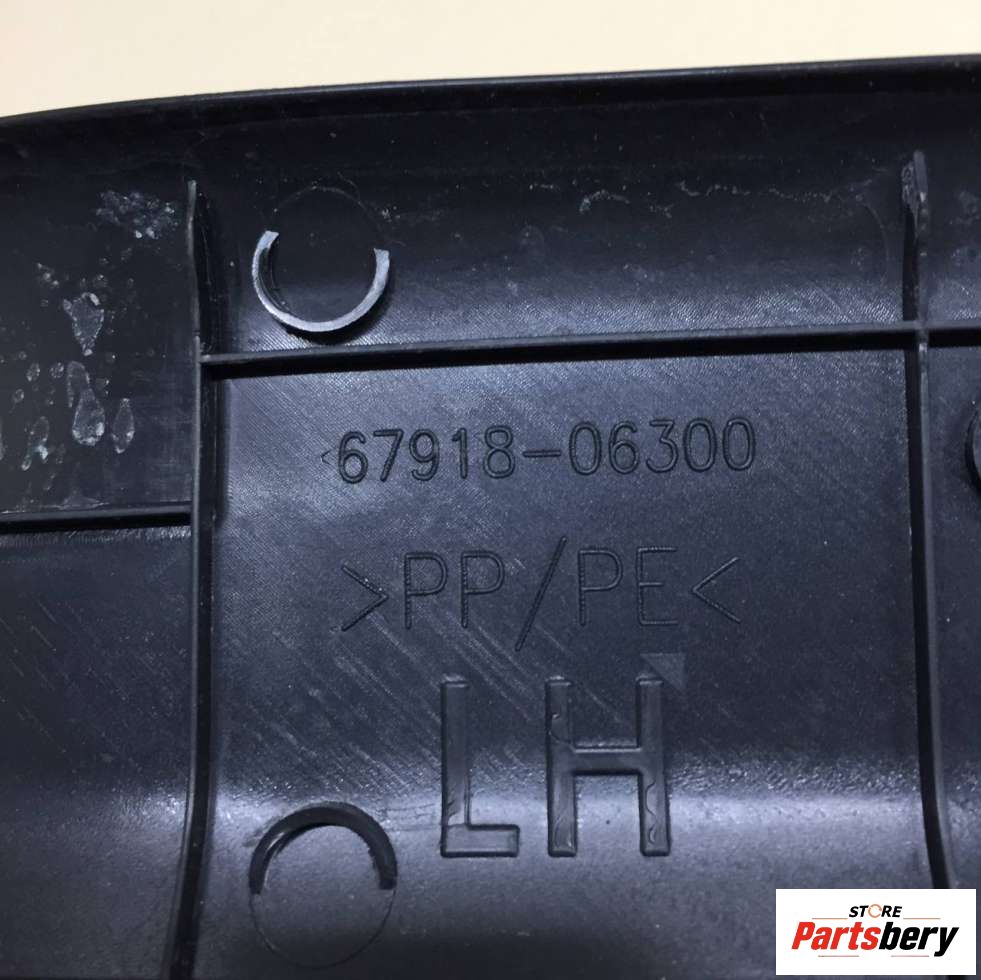 67918-06300
>PP/PE<
LH
STORE
Partsbery